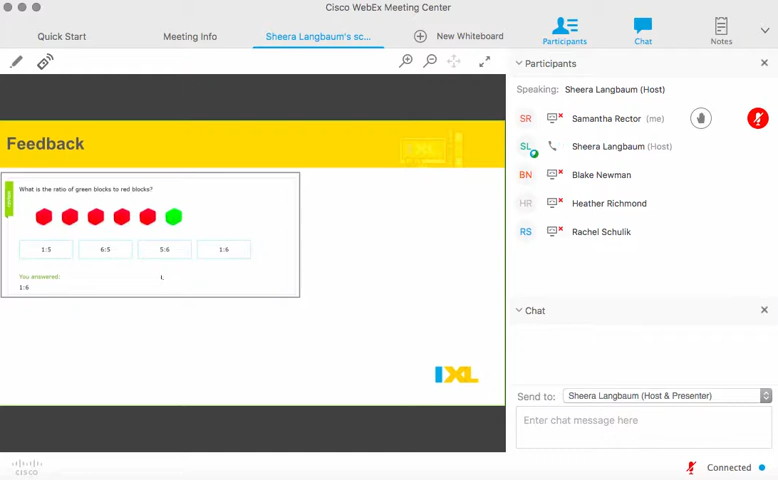 Cisco WebEx Meeting Center
Quick Start
Meeting Info
Sheera Langbaum's sc...
New Whiteboard
Participants
Chat
Notes
Feedback
What is the ratio of green blocks to red blocks?
1:5
6:5
5:6
1:6
You answered:
1:6
IXL
Participants
Speaking: Sheera Langbaum (Host)
SR Samantha Rector (me)
SL Sheera Langbaum (Host)
BN Blake Newman
HR Heather Richmond
RS Rachel Schulik
Chat
Send to: Sheera Langbaum (Host & Presenter)
Enter chat message here
CISCO
Connected